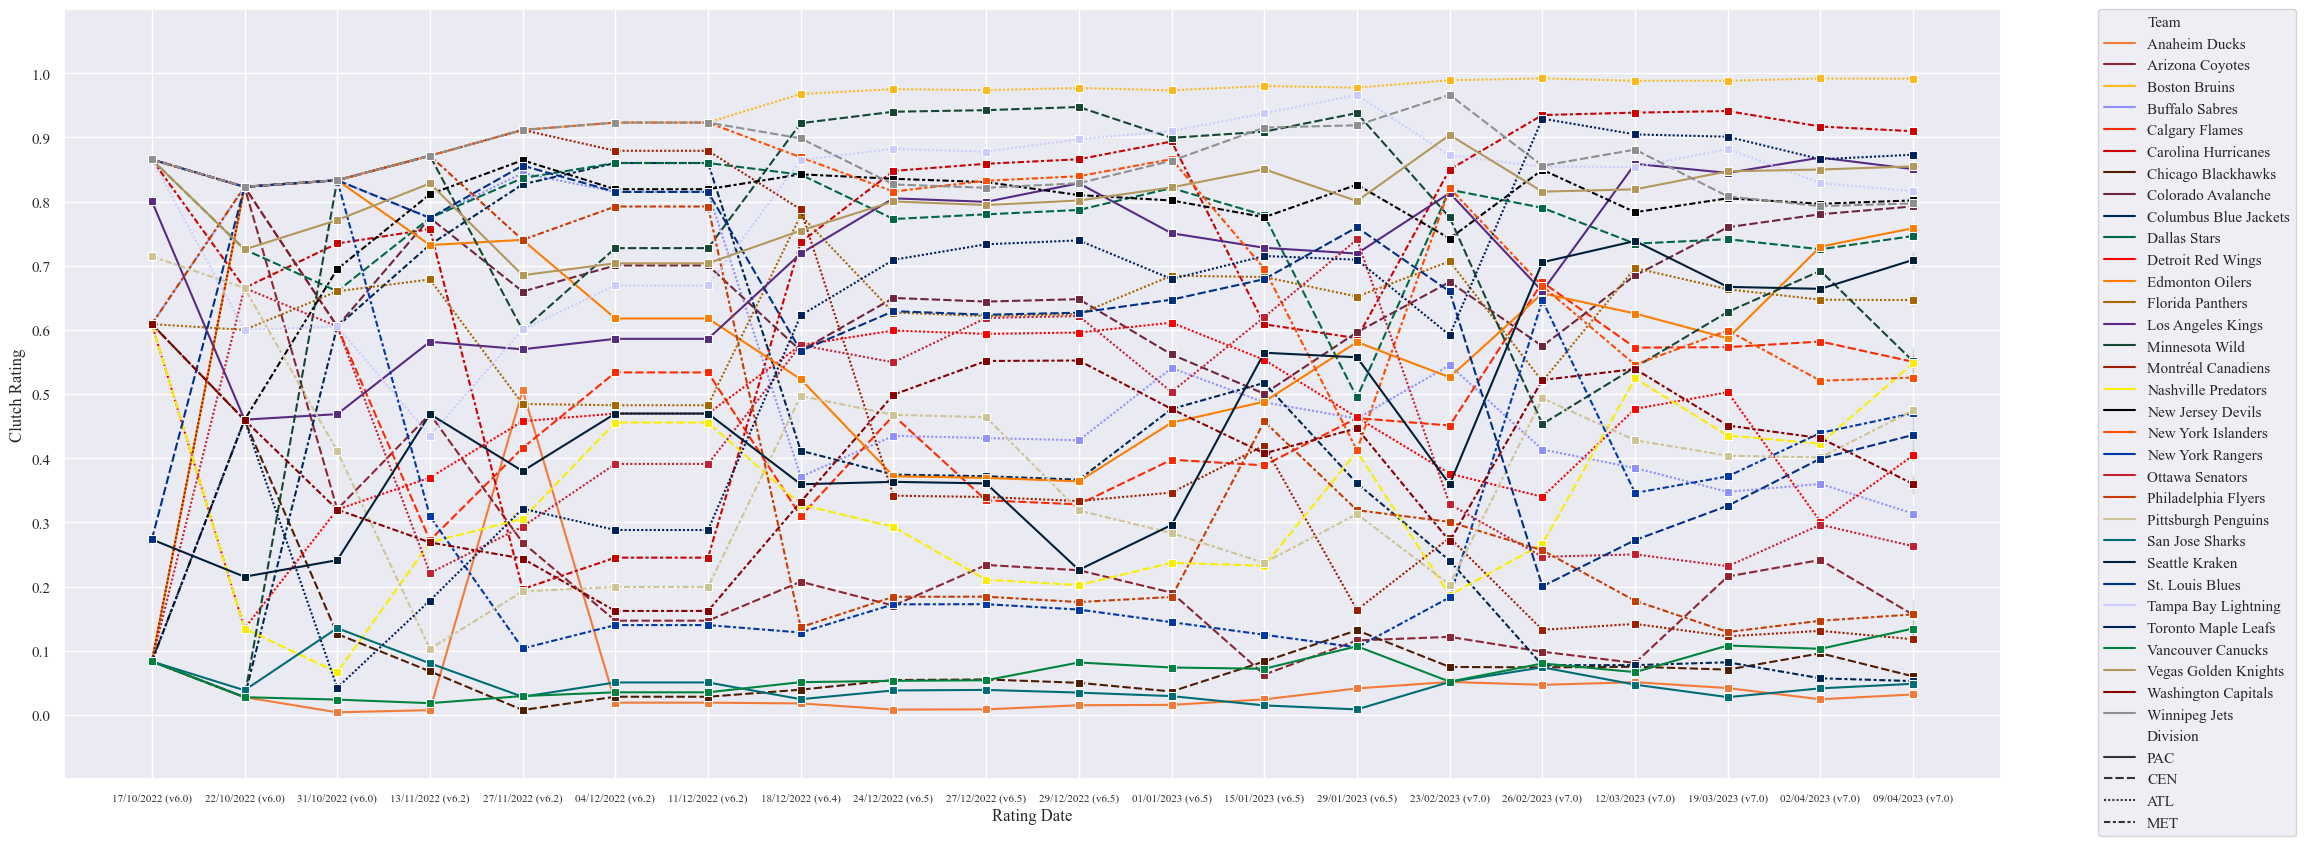 1.0
0.9
0.8
0.7
0.6
0.5
0.4
0.3
0.2
0.1
0.0
Clutch Rating
17/10/2022 (v6.0)
22/10/2022 (v6.0)
31/10/2022 (v6.0)
13/11/2022 (v6.2)
27/11/2022 (v6.2)
04/12/2022 (v6.2)
11/12/2022 (v6.2)
18/12/2022 (v6.4)
24/12/2022 (v6.5)
27/12/2022 (v6.5)
29/12/2022 (v6.5)
01/01/2023 (v6.5)
15/01/2023 (v6.5)
29/01/2023 (v6.5)
23/02/2023 (v7.0)
26/02/2023 (v7.0)
12/03/2023 (v7.0)
19/03/2023 (v7.0)
02/04/2023 (v7.0)
09/04/2023 (v7.0)
Rating Date
Team
Anaheim Ducks
Arizona Coyotes
Boston Bruins
Buffalo Sabres
Calgary Flames
Carolina Hurricanes
Chicago Blackhawks
Colorado Avalanche
Columbus Blue Jackets
Dallas Stars
Detroit Red Wings
Edmonton Oilers
Florida Panthers
Los Angeles Kings
Minnesota Wild
Montréal Canadiens
Nashville Predators
New Jersey Devils
New York Islanders
New York Rangers
Ottawa Senators
Philadelphia Flyers
Pittsburgh Penguins
San Jose Sharks
Seattle Kraken
St. Louis Blues
Tampa Bay Lightning
Toronto Maple Leafs
Vancouver Canucks
Vegas Golden Knights
Washington Capitals
Winnipeg Jets
Division
PAC
CEN
ATL
MET